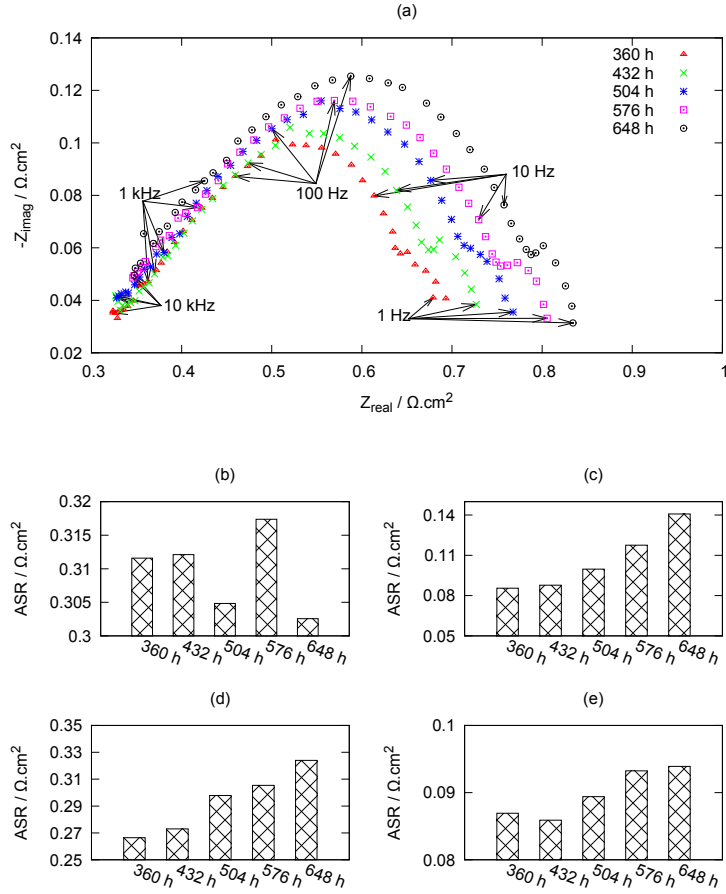 (a)
0.14
0.12
0.1
0.08
0.06
0.04
0.02
-Zimag / Ω.cm2
0.3
0.4
0.5
0.6
0.7
0.8
0.9
1
Zreal / Ω.cm2
360 h
432 h
504 h
576 h
648 h
1 kHz
100 Hz
10 Hz
10 kHz
1 Hz
(b)
0.32
0.315
0.31
0.305
0.3
ASR / Ω.cm2
360 h
432 h
504 h
576 h
648 h
(c)
0.14
0.11
0.08
0.05
ASR / Ω.cm2
360 h
432 h
504 h
576 h
648 h
(d)
0.35
0.33
0.31
0.29
0.27
0.25
ASR / Ω.cm2
360 h
432 h
504 h
576 h
648 h
(e)
0.1
0.09
0.08
ASR / Ω.cm2
360 h
432 h
504 h
576 h
648 h